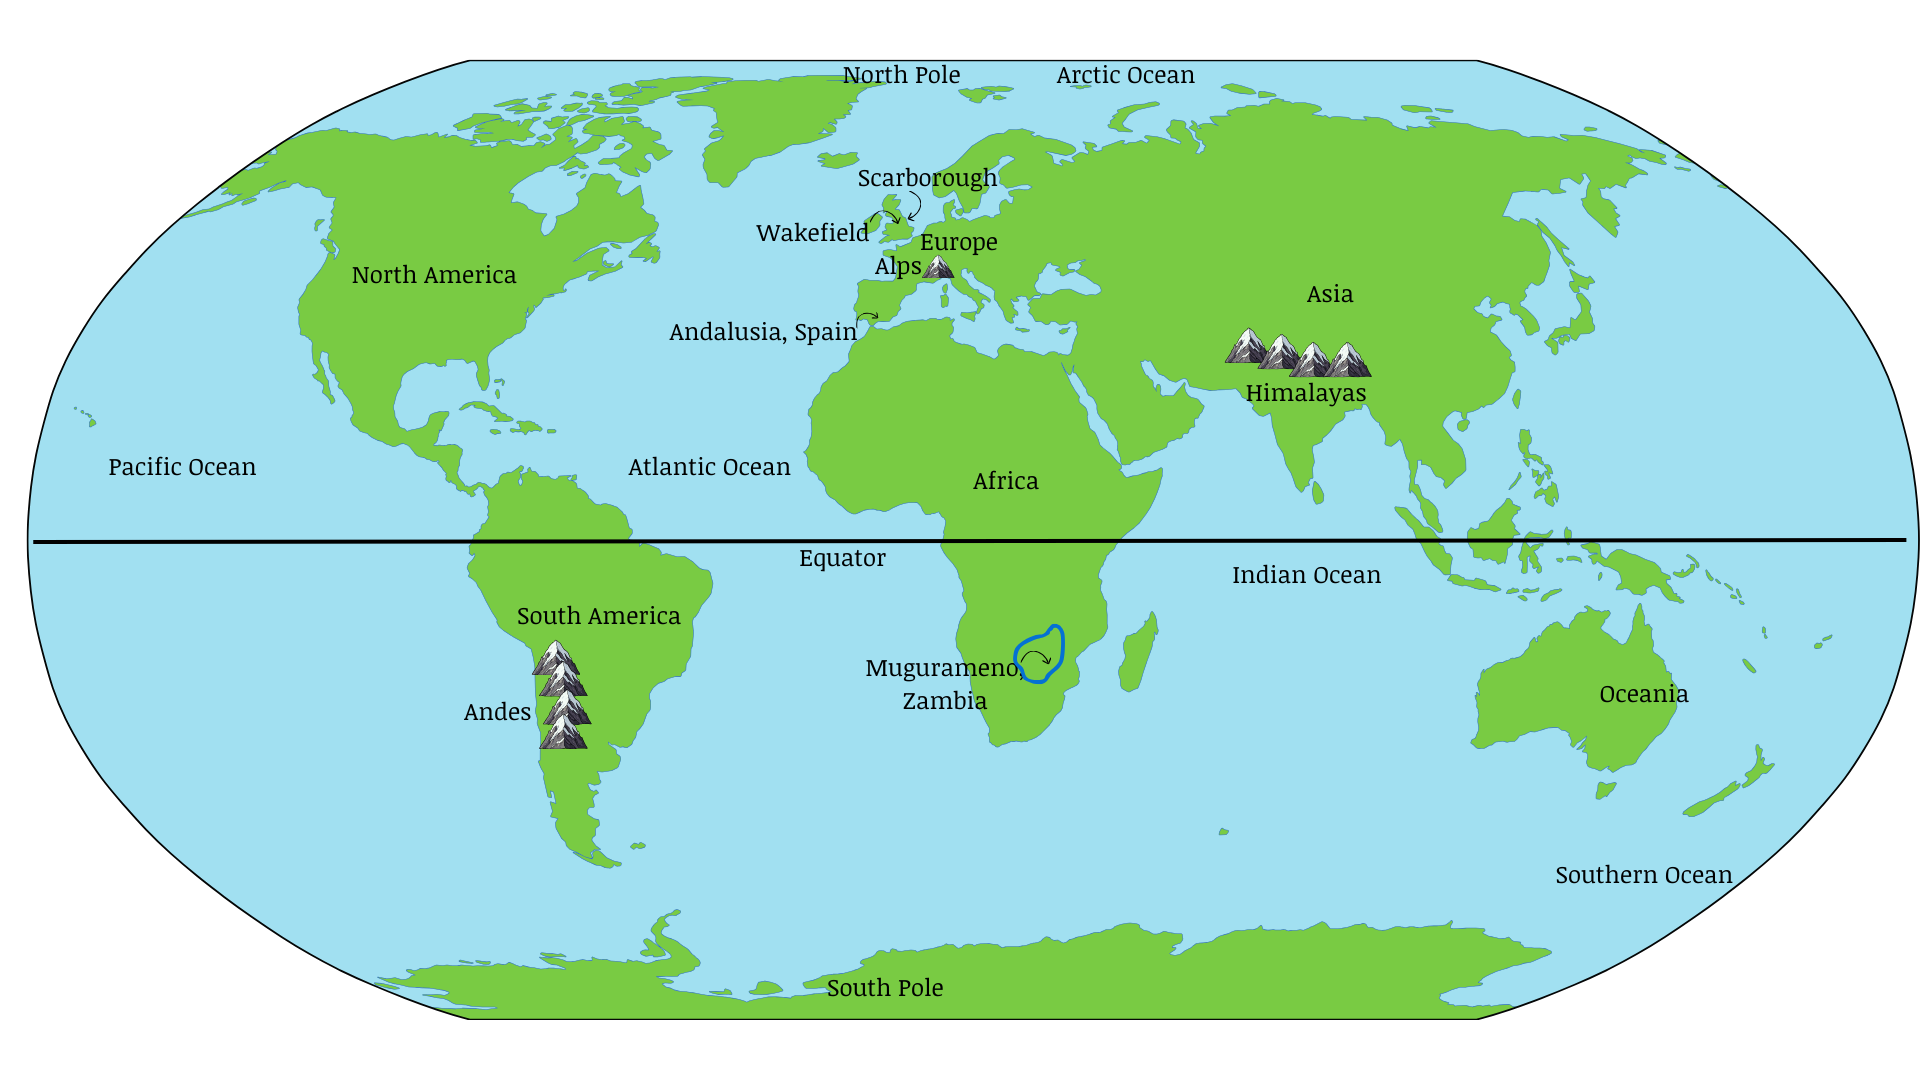 North Pole
Arctic Ocean
Scarborough
Wakefield
Europe
Alps
North America
Asia
Andalusia, Spain
Himalayas
Pacific Ocean
Atlantic Ocean
Africa
Equator
Indian Ocean
South America
Mugurameno,
Zambia
Andes
Oceania
Southern Ocean
South Pole